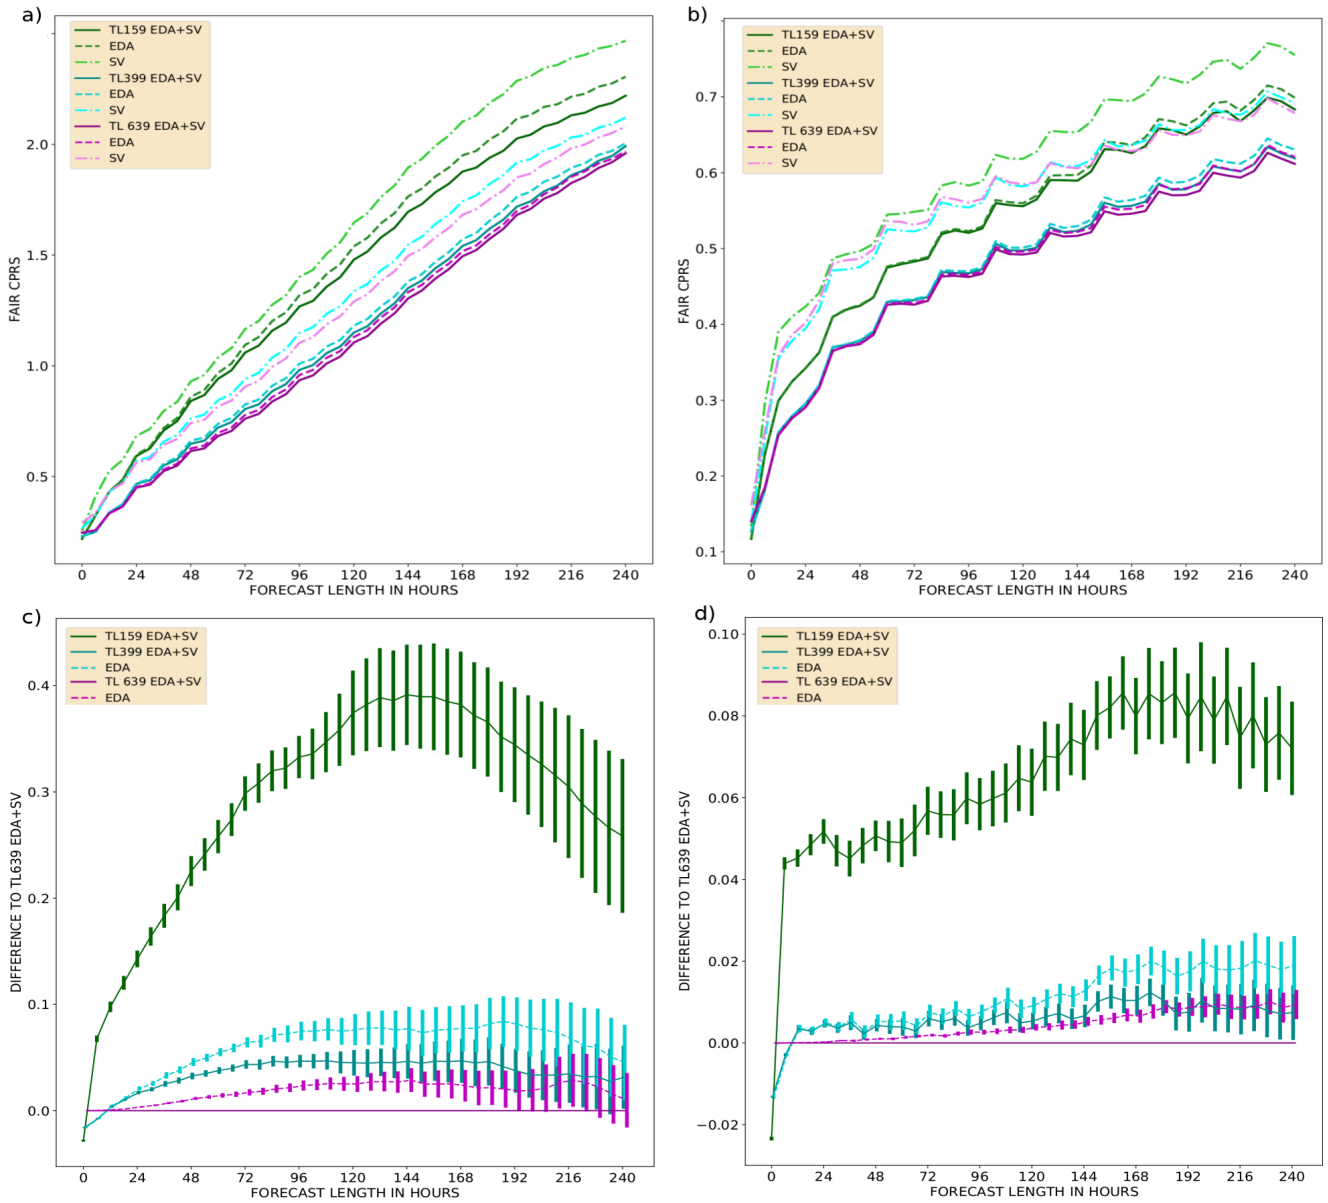 a)
TL159 EDA+SV
EDA
SV
TL399 EDA+SV
EDA
SV
TL 639 EDA+SV
EDA
SV
FAIR CPRS
2.0
1.5
1.0
0.5
0 24 48 72 96 120 144 168 192 216 240
FORECAST LENGTH IN HOURS
b)
TL159 EDA+SV
EDA
SV
TL399 EDA+SV
EDA
SV
TL 639 EDA+SV
EDA
SV
FAIR CPRS
0.7
0.6
0.5
0.4
0.3
0.2
0.1
0 24 48 72 96 120 144 168 192 216 240
FORECAST LENGTH IN HOURS
c)
TL159 EDA+SV
TL399 EDA+SV
EDA
TL 639 EDA+SV
EDA
DIFFERENCE TO TL639 EDA+SV
0.4
0.3
0.2
0.1
0.0
0 24 48 72 96 120 144 168 192 216 240
FORECAST LENGTH IN HOURS
d)
TL159 EDA+SV
TL399 EDA+SV
EDA
TL 639 EDA+SV
EDA
DIFFERENCE TO TL639 EDA+SV
0.10
0.08
0.06
0.04
0.02
0.00
−0.02
0 24 48 72 96 120 144 168 192 216 240
FORECAST LENGTH IN HOURS